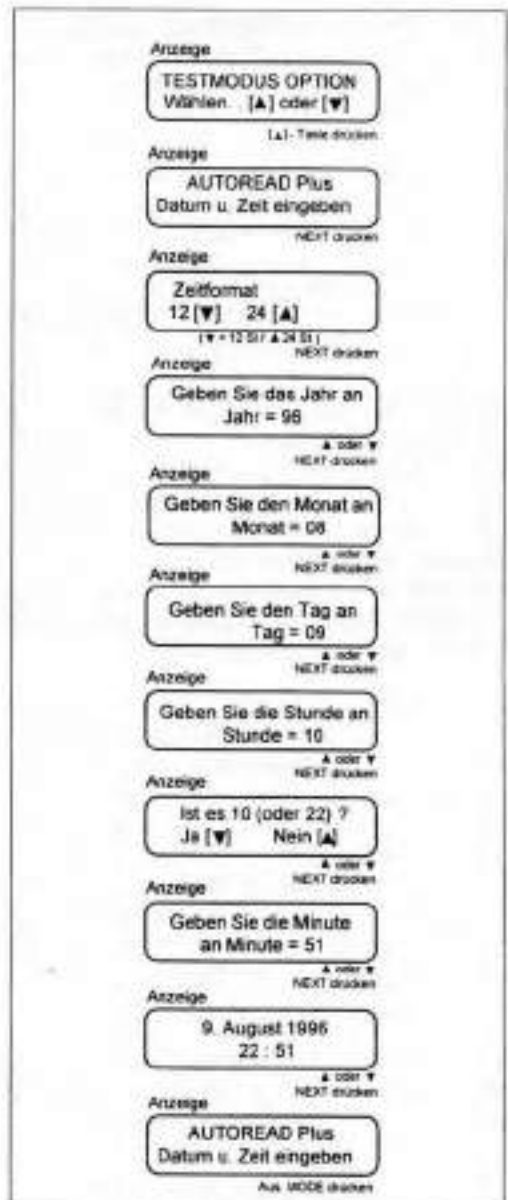 Anzeige
TESTMODUS OPTION
Wählen. . [▲] oder [▼]
[▲]- Taste drücken
Anzeige
AUTOREAD Plus
Datum u. Zeit eingeben
NEXT drücken
Anzeige
Zeitformat
12 [▼] 24 [▲]
( ▼ = 12 St / ▲ 24 St )
NEXT drücken
Anzeige
Geben Sie das Jahr an
Jahr = 96
▲ oder ▼
NEXT drücken
Anzeige
Geben Sie den Monat an
Monat = 08
▲ oder ▼
NEXT drücken
Anzeige
Geben Sie den Tag an
Tag = 09
▲ oder ▼
NEXT drücken
Anzeige
Geben Sie die Stunde an
Stunde = 10
▲ oder ▼
NEXT drücken
Anzeige
Ist es 10 (oder 22) ?
Ja [▼] Nein [▲]
▲ oder ▼
NEXT drücken
Anzeige
Geben Sie die Minute
an Minute = 51
▲ oder ▼
NEXT drücken
Anzeige
9. August 1996
22 : 51
▲ oder ▼
NEXT drücken
Anzeige
AUTOREAD Plus
Datum u. Zeit eingeben
Aus. MODE drücken